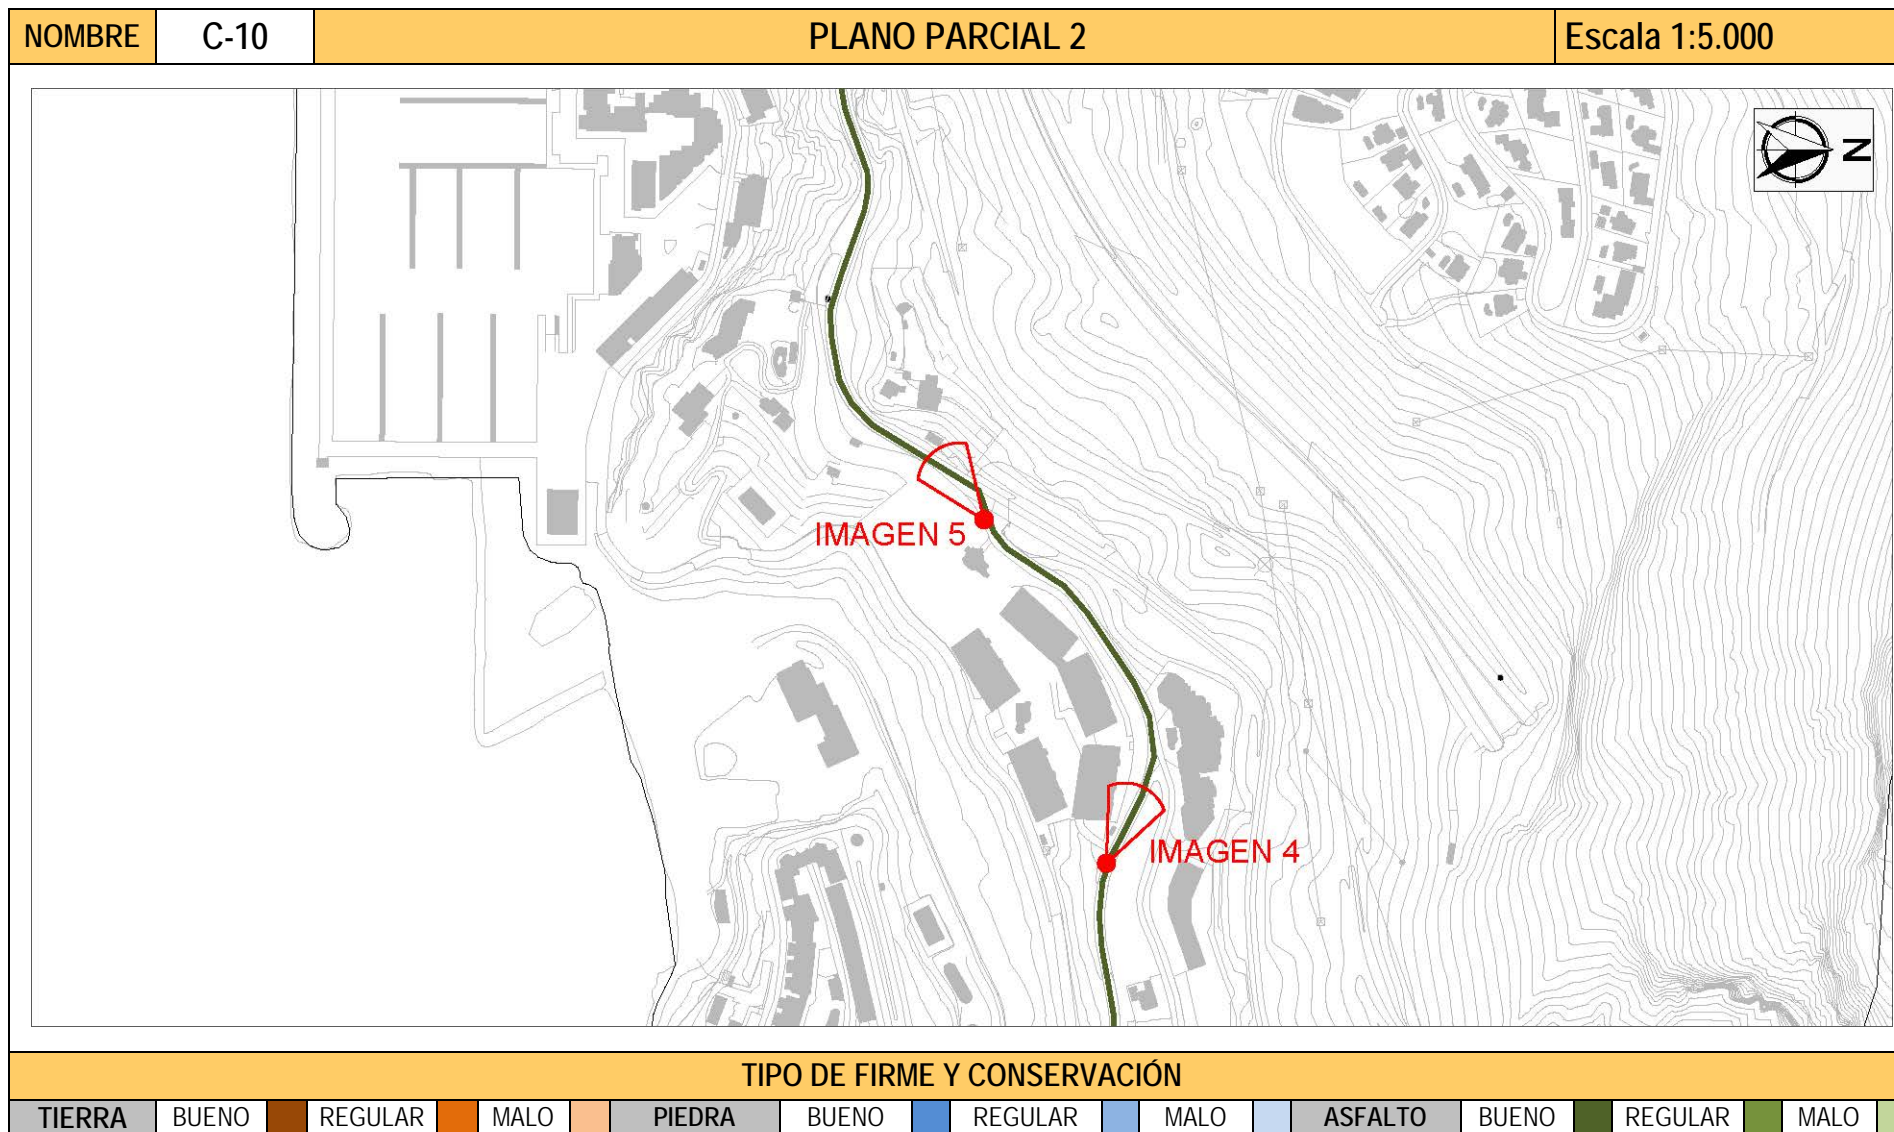 NOMBRE C-10 PLANO PARCIAL 2 Escala 1:5.000
N
IMAGEN 5
IMAGEN 4
TIPO DE FIRME Y CONSERVACIÓN
TIERRA BUENO REGULAR MALO PIEDRA BUENO REGULAR MALO ASFALTO BUENO REGULAR MALO